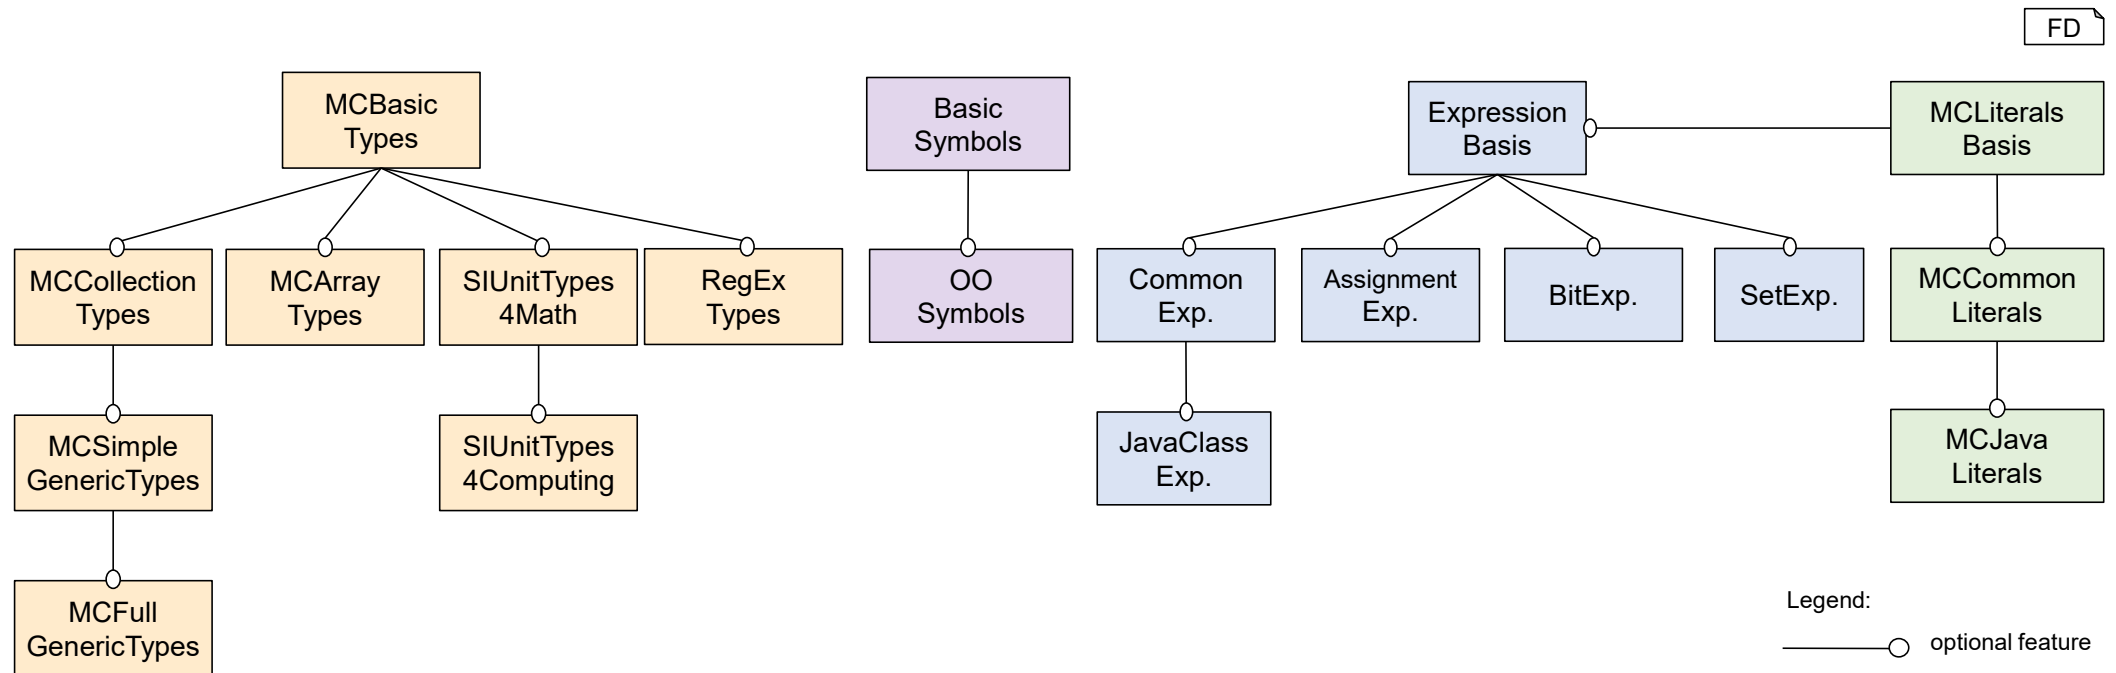 FD
MCBasic
Types
Basic
Symbols
Expression
Basis
MCLiterals
Basis
MCCollection
Types
MCArray
Types
SIUnitTypes
4Math
RegEx
Types
OO
Symbols
Common
Exp.
Assignment
Exp.
BitExp.
SetExp.
MCCommon
Literals
MCSimple
GenericTypes
SIUnitTypes
4Computing
JavaClass
Exp.
MCJava
Literals
MCFull
GenericTypes
Legend:
optional feature